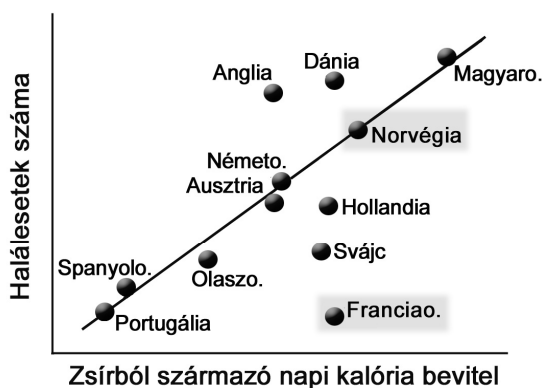 Halálesetek száma
Anglia
Dánia
Magyaro.
Norvégia
Németo.
Ausztria
Hollandia
Svájc
Spanyolo.
Olaszo.
Portugália
Franciao.
Zsírból származó napi kalória bevitel